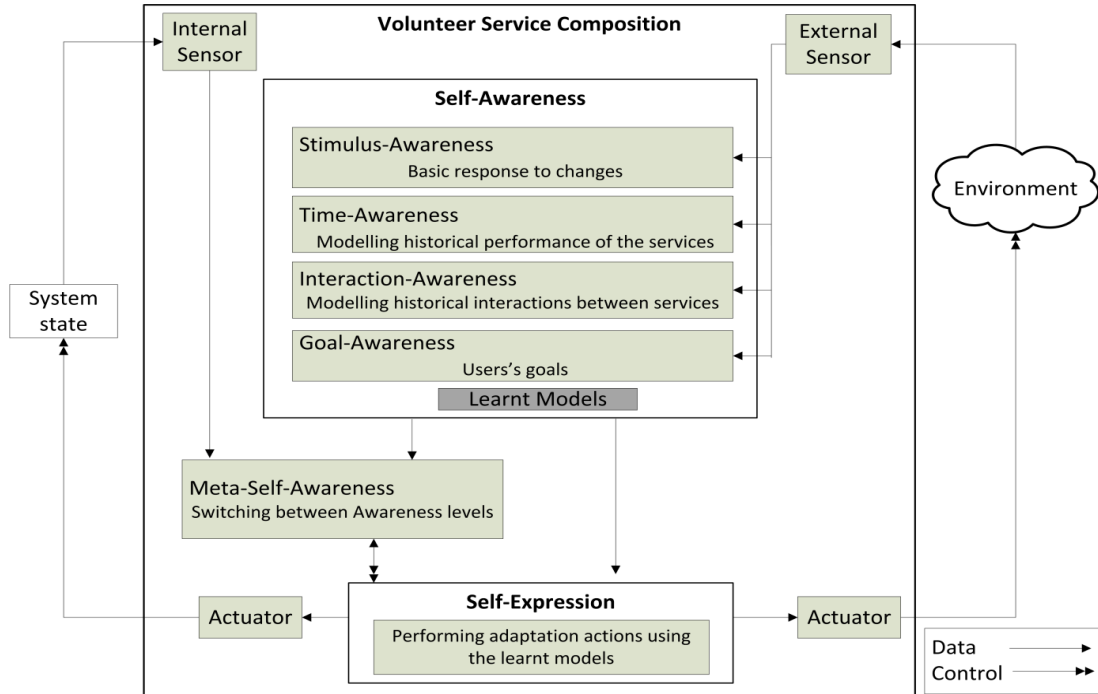 Volunteer Service Composition
Internal
Sensor
External
Sensor
Self-Awareness
Stimulus-Awareness
Basic response to changes
Time-Awareness
Modelling historical performance of the services
Interaction-Awareness
Modelling historical interactions between services
Goal-Awareness
Users's goals
Learnt Models
Environment
System
state
Meta-Self-Awareness
Switching between Awareness levels
Self-Expression
Performing adaptation actions using
the learnt models
Actuator
Actuator
Data
Control